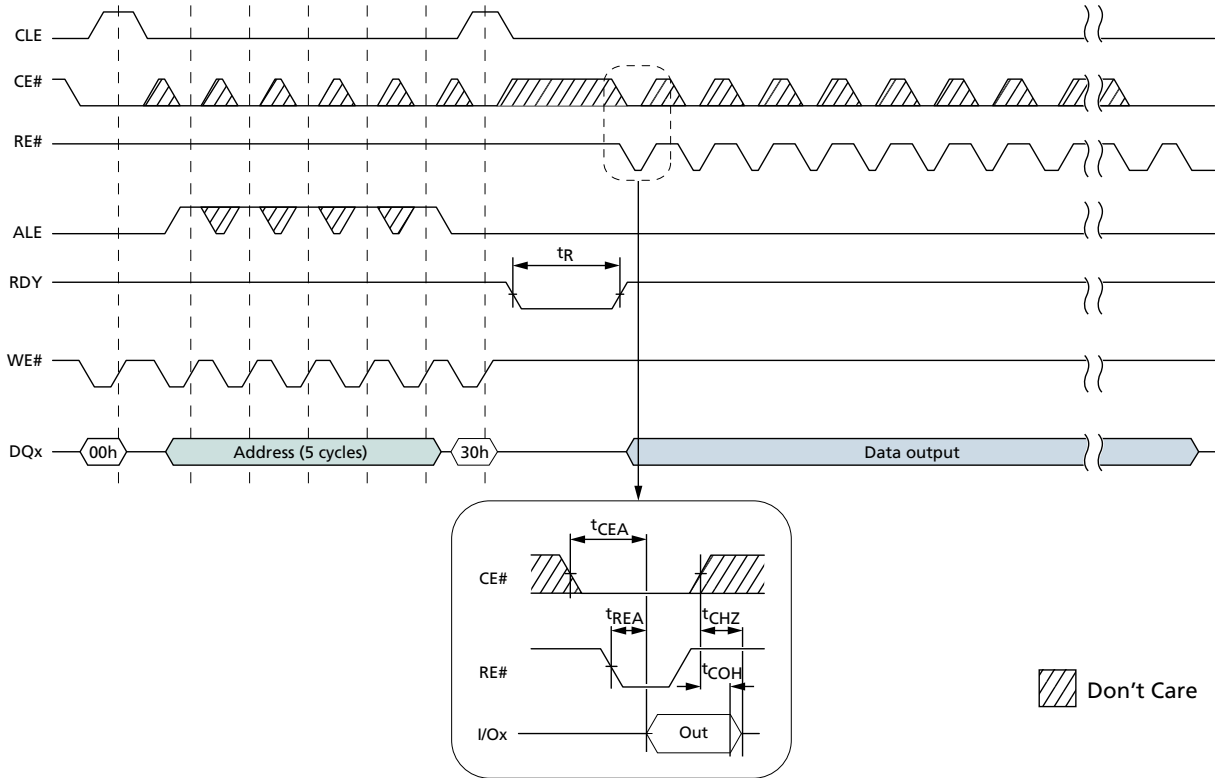 CLE
CE#
RE#
ALE
tR
RDY
WE#
DQx
00h
Address (5 cycles)
30h
Data output
tCEA
CE#
tREA
tCHZ
RE#
tCOH
I/Ox
Out
Don't Care